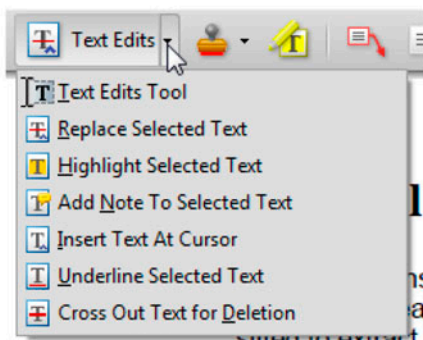 Text Edits
Text Edits Tool
Replace Selected Text
Highlight Selected Text
Add Note To Selected Text
Insert Text At Cursor
Underline Selected Text
Cross Out Text for Deletion